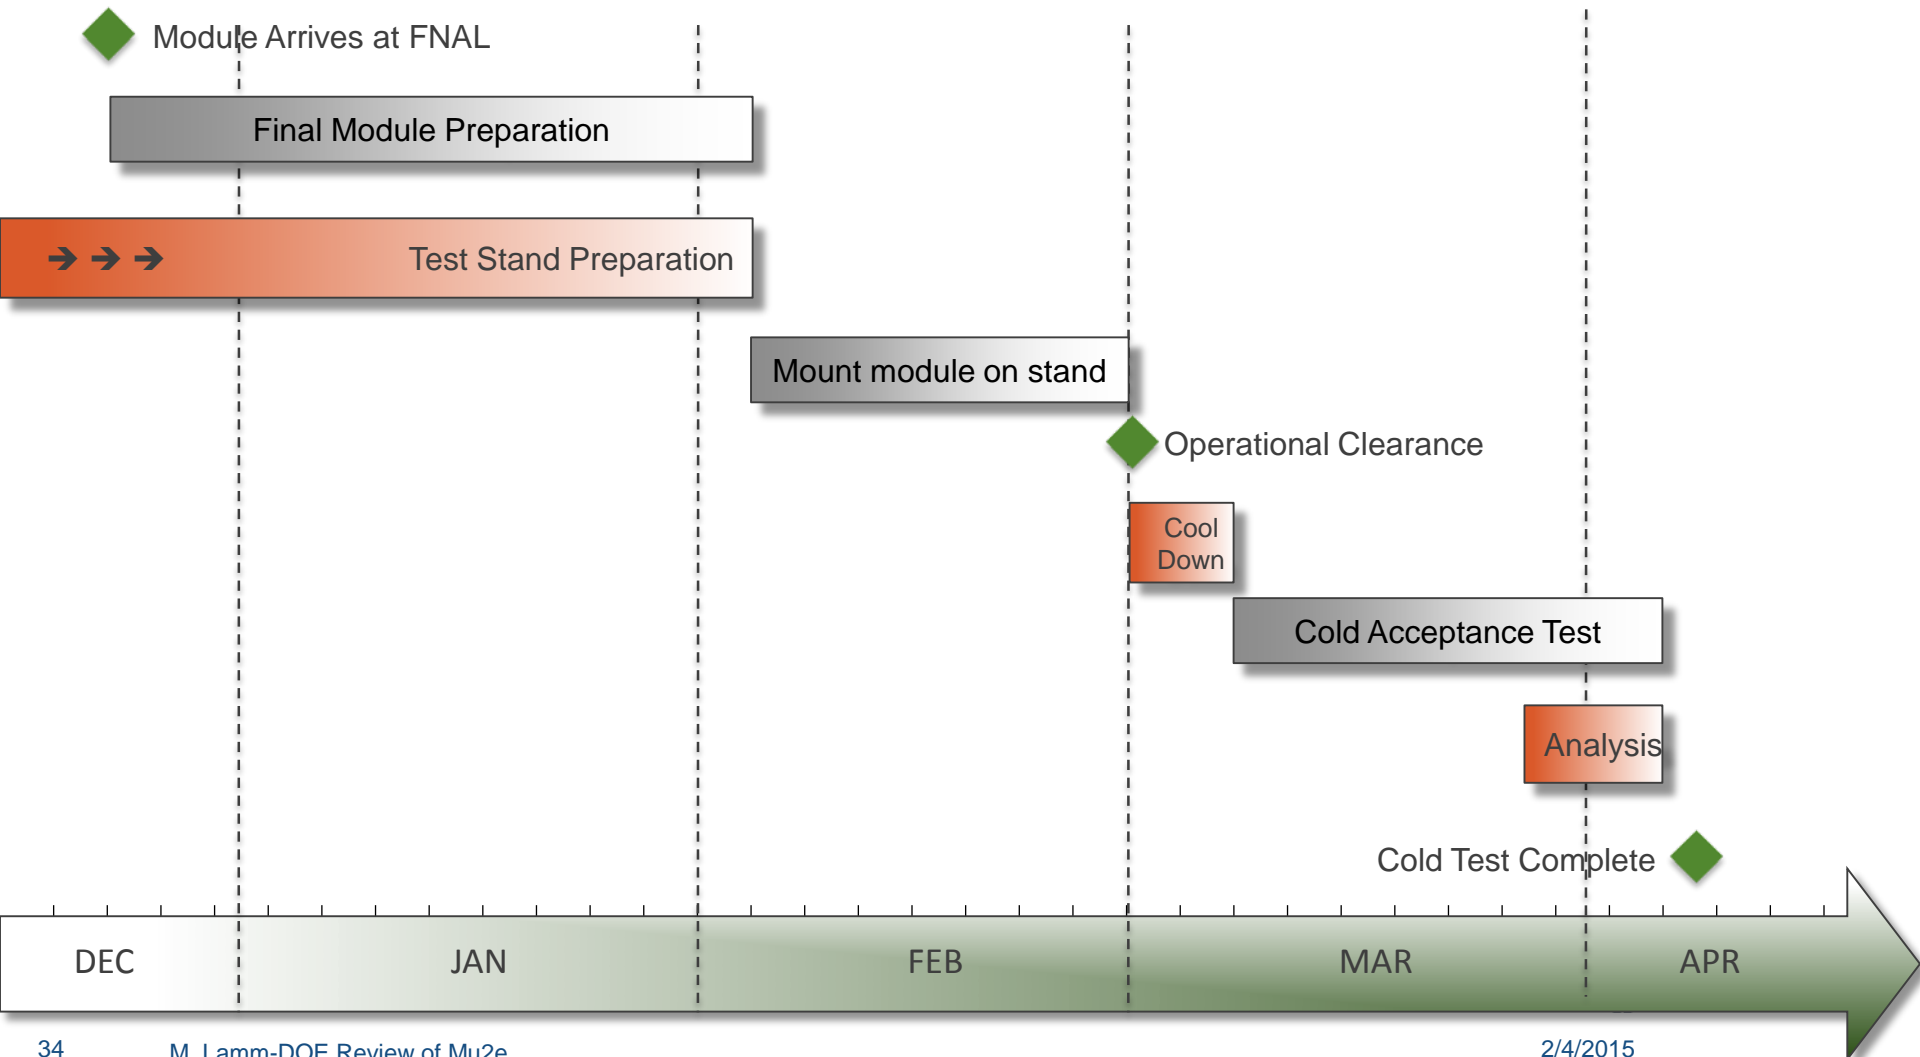 Module Arrives at FNAL
Final Module Preparation
➔ ➔ ➔ Test Stand Preparation
Mount module on stand
Operational Clearance
Cool
Down
Cold Acceptance Test
Analysis
Cold Test Complete
DEC JAN FEB MAR APR
34 M. Lamm-DOE Review of Mu2e 2/4/2015